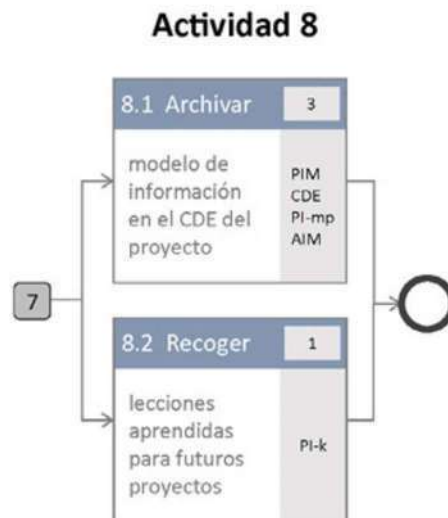 Actividad 8
8.1 Archivar
3
modelo de
información
en el CDE del
proyecto
PIM
CDE
PI-mp
AIM
7
8.2 Recoger
1
lecciones
aprendidas
para futuros
proyectos
PI-k